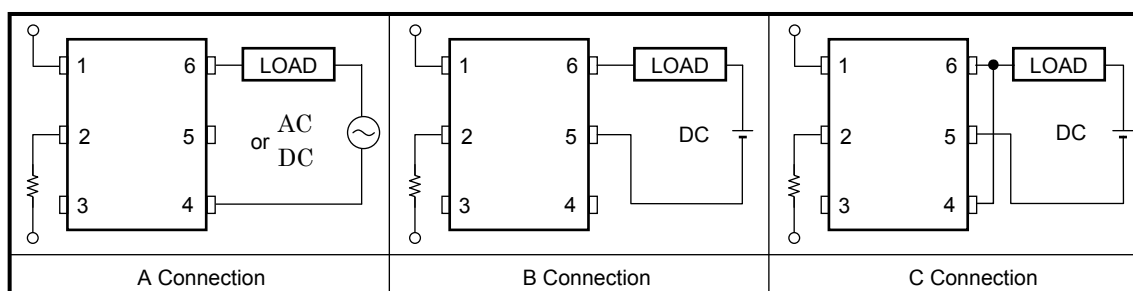 1 6 LOAD
2 5 or AC
DC
3 4
A Connection
1 6 LOAD
2 5 DC
3 4
B Connection
1 6 LOAD
2 5 DC
3 4
C Connection